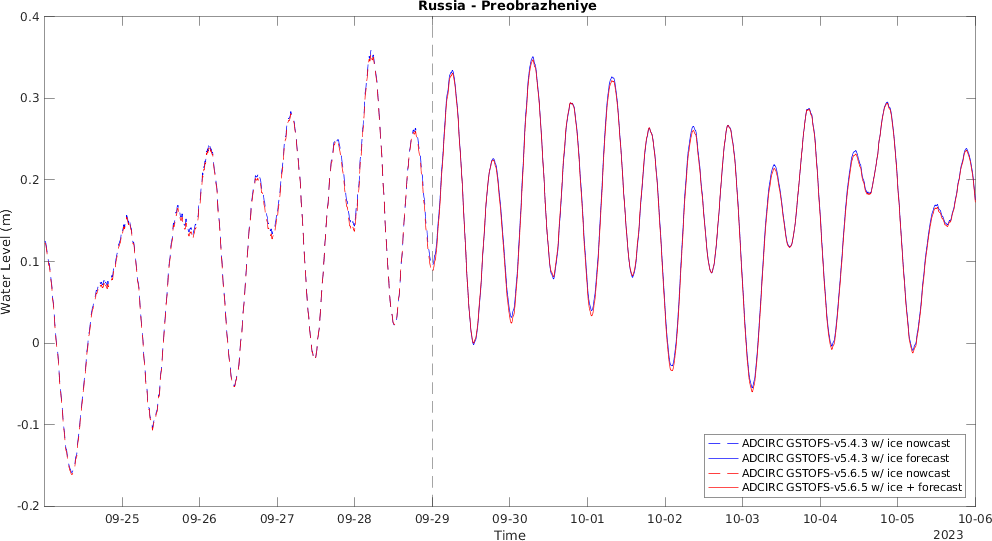 Russia - Preobrazheniye
0.4
0.3
0.2
0.1
0
-0.1
-0.2
Water Level (m)
ADCIRC GSTOFS-v5.4.3 w/ ice nowcast
ADCIRC GSTOFS-v5.4.3 w/ ice forecast
ADCIRC GSTOFS-v5.6.5 w/ ice nowcast
ADCIRC GSTOFS-v5.6.5 w/ ice + forecast
09-25 09-26 09-27 09-28 09-29 09-30 10-01 10-02 10-03 10-04 10-05 10-06
Time
2023